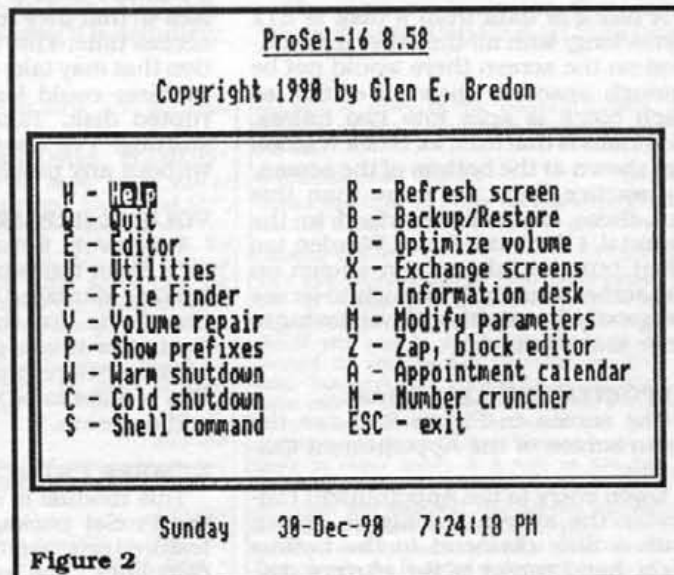 ProSel-16 8.58
Copyright 1990 by Glen E. Bredon
H - Help
Q - Quit
E - Editor
U - Utilities
F - File Finder
V - Volume repair
P - Show prefixes
W - Warm shutdown
C - Cold shutdown
S - Shell command
R - Refresh screen
B - Backup/Restore
O - Optimize volume
X - Exchange screens
I - Information desk
M - Modify parameters
Z - Zap, block editor
A - Appointment calendar
N - Number cruncher
ESC - exit
Sunday 30-Dec-90 7:24:10 PM
Figure 2